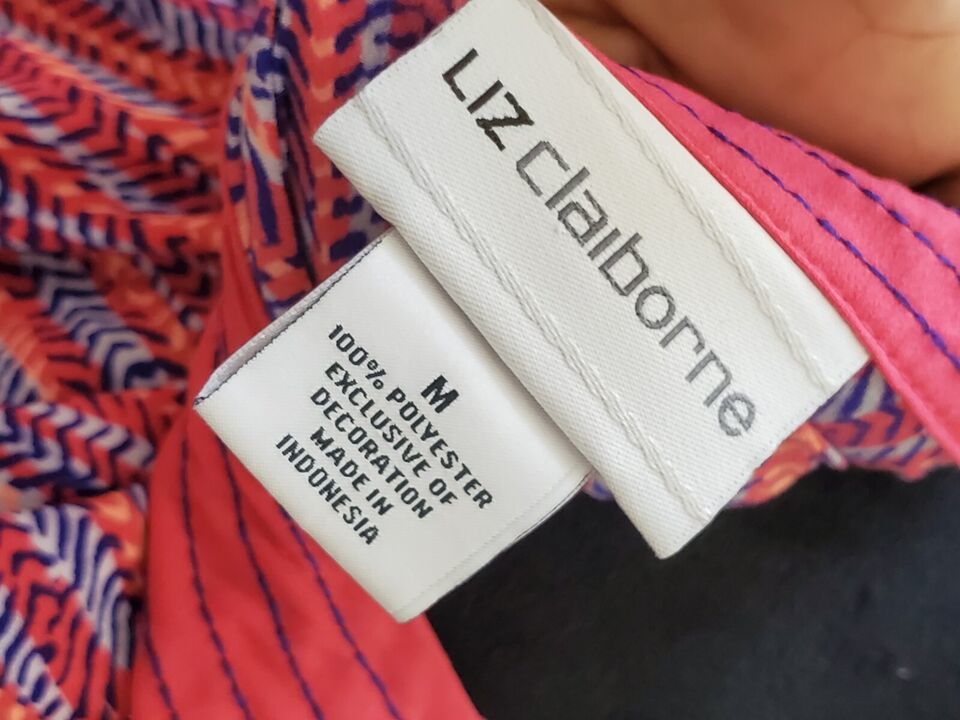 LIZ claiborne
M
100% POLYESTER
EXCLUSIVE OF
DECORATION
MADE IN
INDONESIA